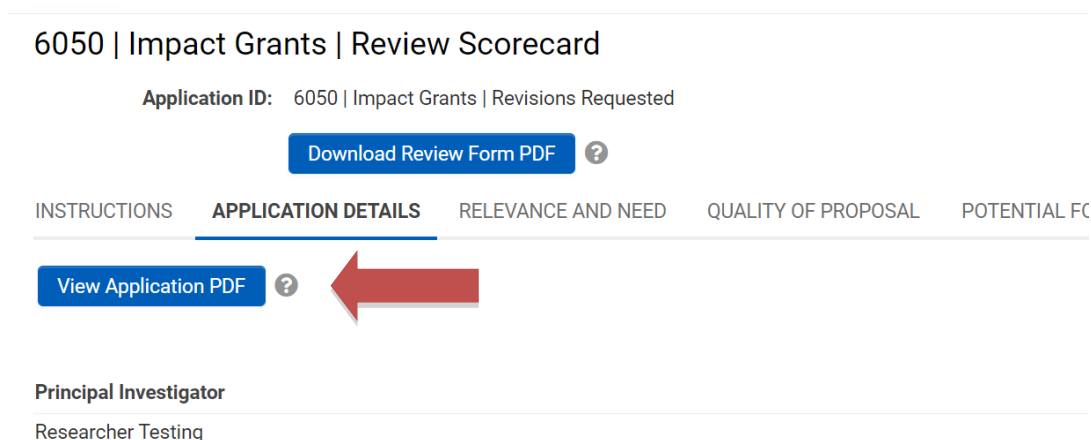 6050 | Impact Grants | Review Scorecard
Application ID: 6050 | Impact Grants | Revisions Requested
Download Review Form PDF ?
INSTRUCTIONS APPLICATION DETAILS RELEVANCE AND NEED QUALITY OF PROPOSAL POTENTIAL
View Application PDF ?
Principal Investigator
Researcher Testing